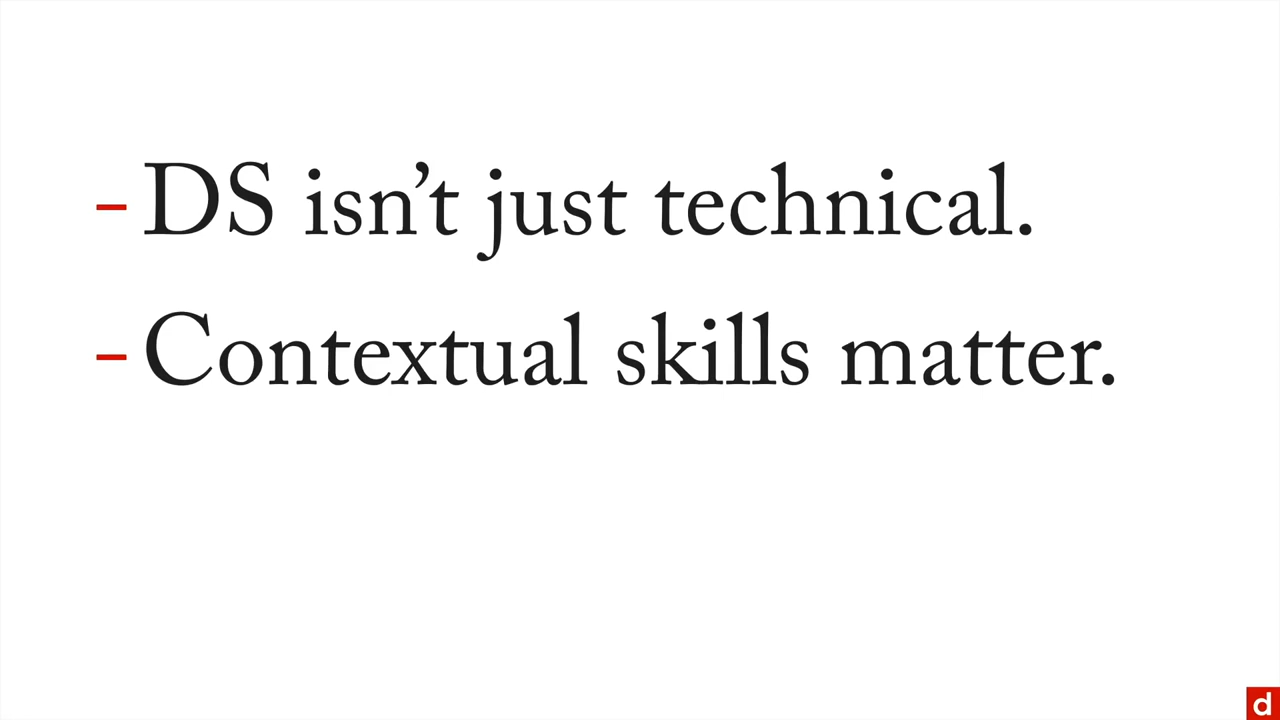 – DS isn’t just technical.
– Contextual skills matter.
d